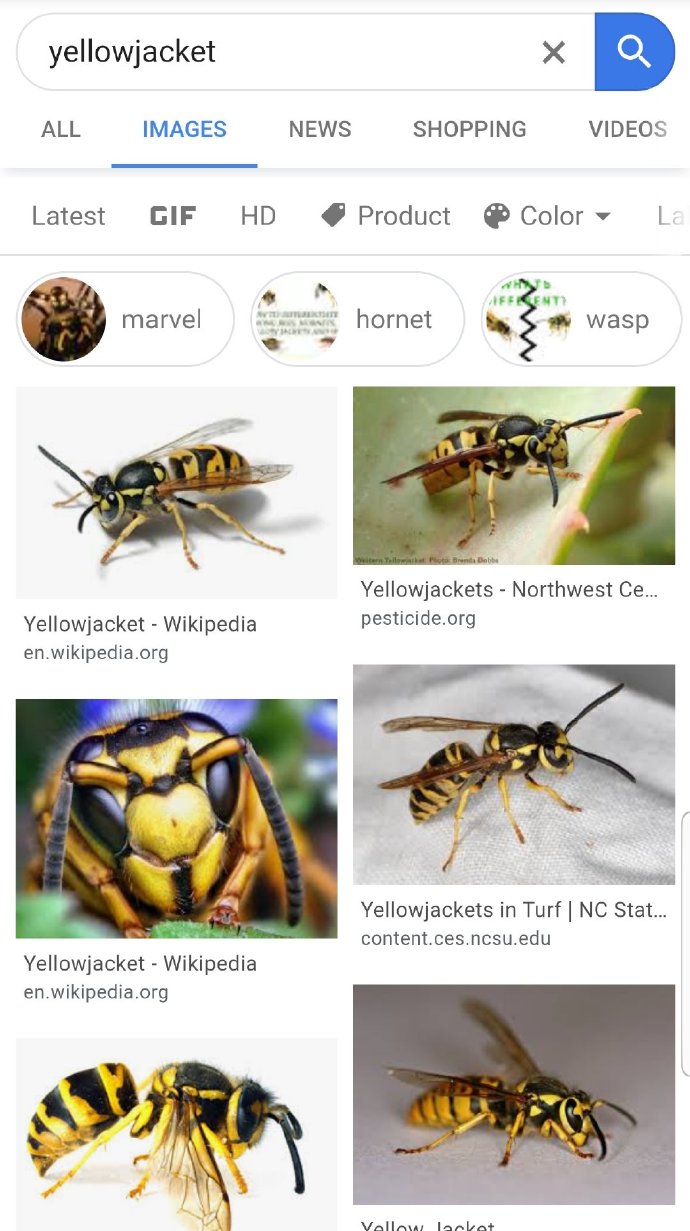 yellowjacket
ALL IMAGES NEWS SHOPPING VIDEOS
Latest GIF HD Product Color La
marvel hornet wasp
Yellowjacket - Wikipedia
en.wikipedia.org
Western Yellowjacket. Photo: Brenda Dobbs
Yellowjackets - Northwest Ce...
pesticide.org
Yellowjacket - Wikipedia
en.wikipedia.org
Yellowjackets in Turf | NC Stat...
content.ces.ncsu.edu
Yellow Jacket